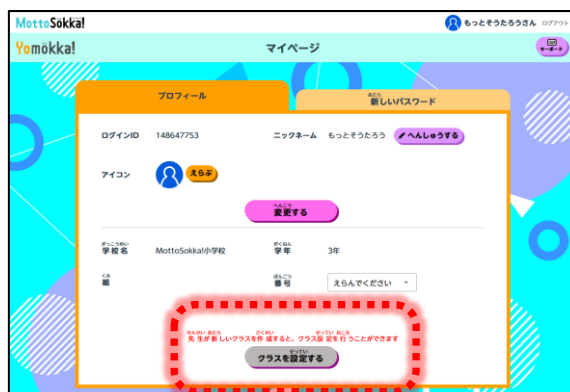 MottoSokka!
もっとそうたろうさん ログアウト
Yomokka!
マイページ
キーボード
プロフィール
あたら
新しいパスワード
ログインID 148647753 ニックネーム もっとそうたろう へんしゅうする
アイコン えらぶ
へんこう
変更する
がっこうめい がくねん
学校名 MottoSokka!小学校 学年 3年
くみ ばんごう
組 番号 えらんでください
せんせい あたら さくせい せってい おこな
先生が新しいクラスを作成すると、クラス設定を行うことができます
せってい
クラスを設定する